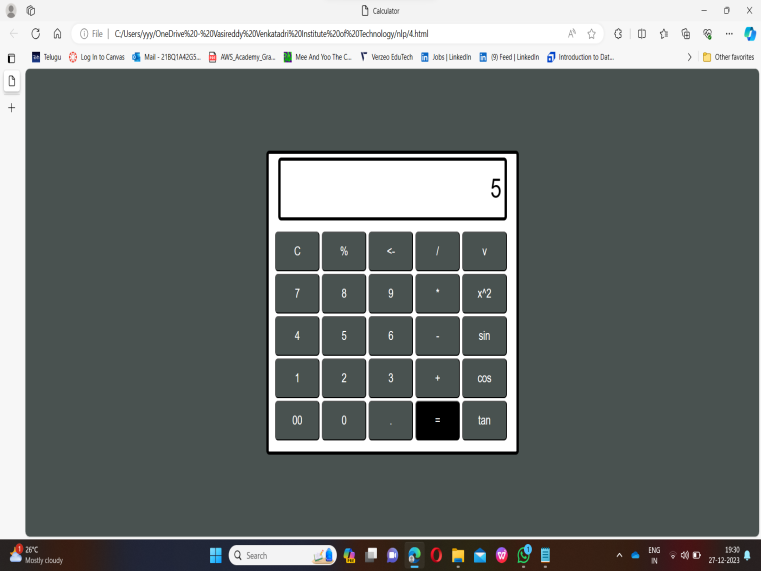 Calculator
File | C:/Users/yyy/OneDrive%20-%20Vasireddy%20Venkatadri%20Institute%20of%20Technology/nlp/4.html
Telugu Log In to Canvas Mail - 21BQ1A42G5... AWS_Academy_Gra... Mee And Yoo The C... Verzeo EduTech Jobs | LinkedIn (9) Feed | LinkedIn Introduction to Dat... Other favorites
5
C % <- / v
7 8 9 * x^2
4 5 6 - sin
1 2 3 + cos
00 0 . = tan
1 26°C
Mostly cloudy
Search
ENG
IN
19:30
27-12-2023